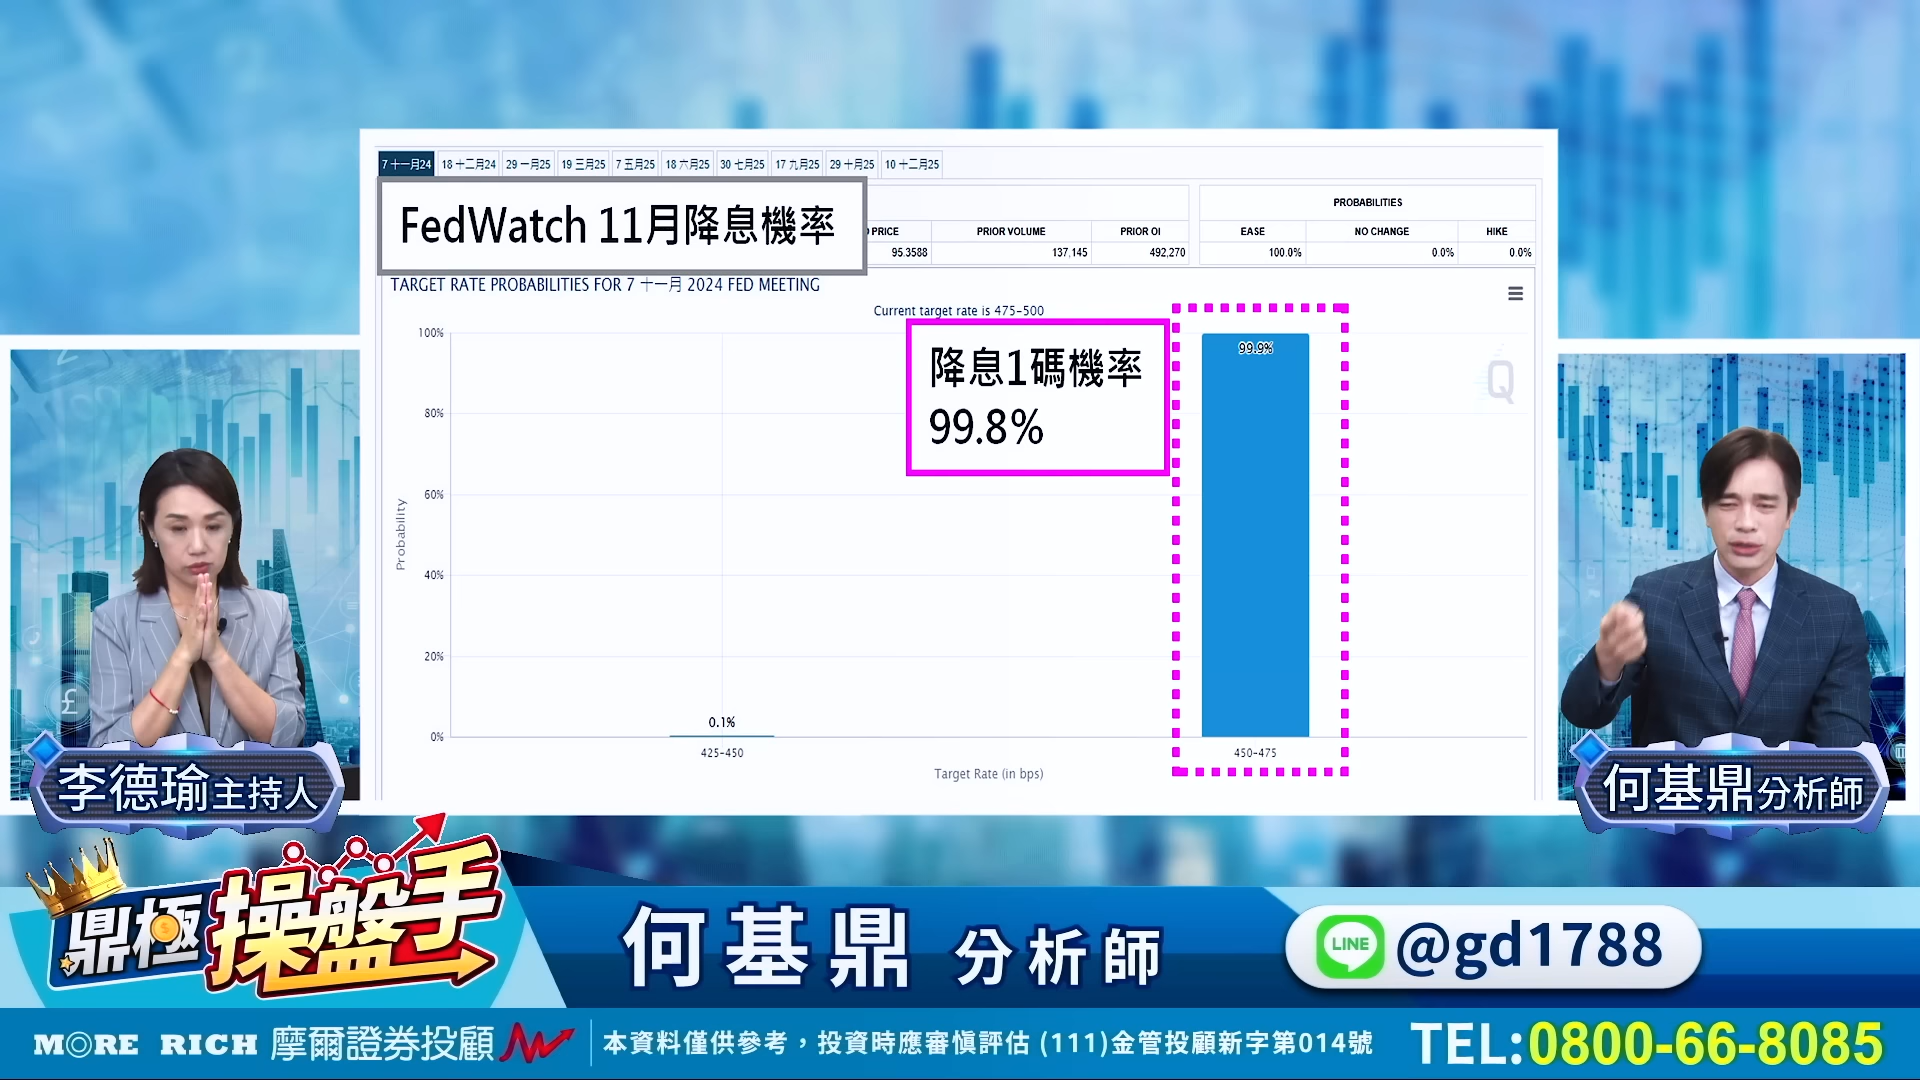 7 十一月24 18 十二月24 29 一月25 19 三月25 7 五月25 18 六月25 30 七月25 17 九月25 29 十月25 10 十二月25
FedWatch 11月降息機率
PRICE PRIOR VOLUME PRIOR OI
95.3588 137,145 492,270
PROBABILITIES
EASE NO CHANGE HIKE
100.0% 0.0% 0.0%
TARGET RATE PROBABILITIES FOR 7 十一月 2024 FED MEETING
Current target rate is 475-500
降息1碼機率
99.8%
99.9%
Q
100%
80%
60%
40%
20%
0%
Probability
0.1%
425-450
450-475
Target Rate (in bps)
李德瑜主持人
何基鼎分析師
鼎極操盤手
何基鼎 分析師
LINE @gd1788
MORE RICH 摩爾證券投顧
本資料僅供參考，投資時應審慎評估 (111)金管投顧新字第014號
TEL:0800-66-8085